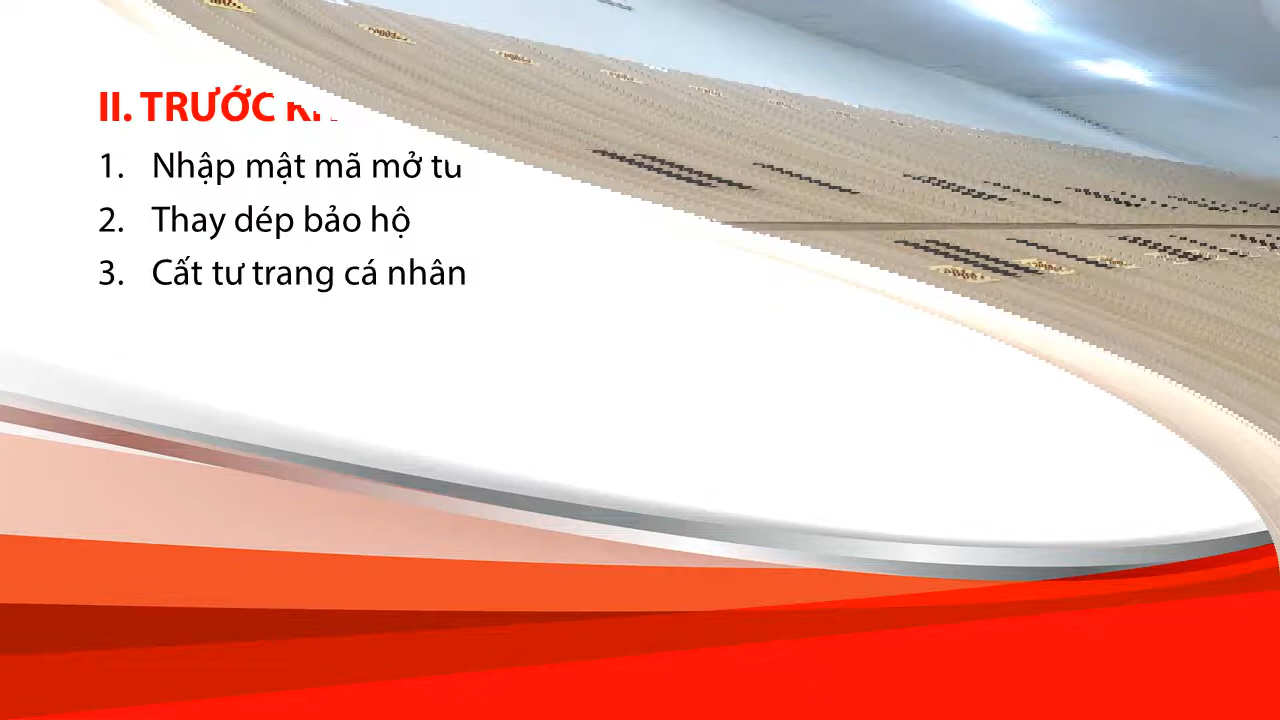 II. TRƯỚC
1. Nhập mật mã mở
2. Thay dép bảo hộ
3. Cất tư trang cá nhân